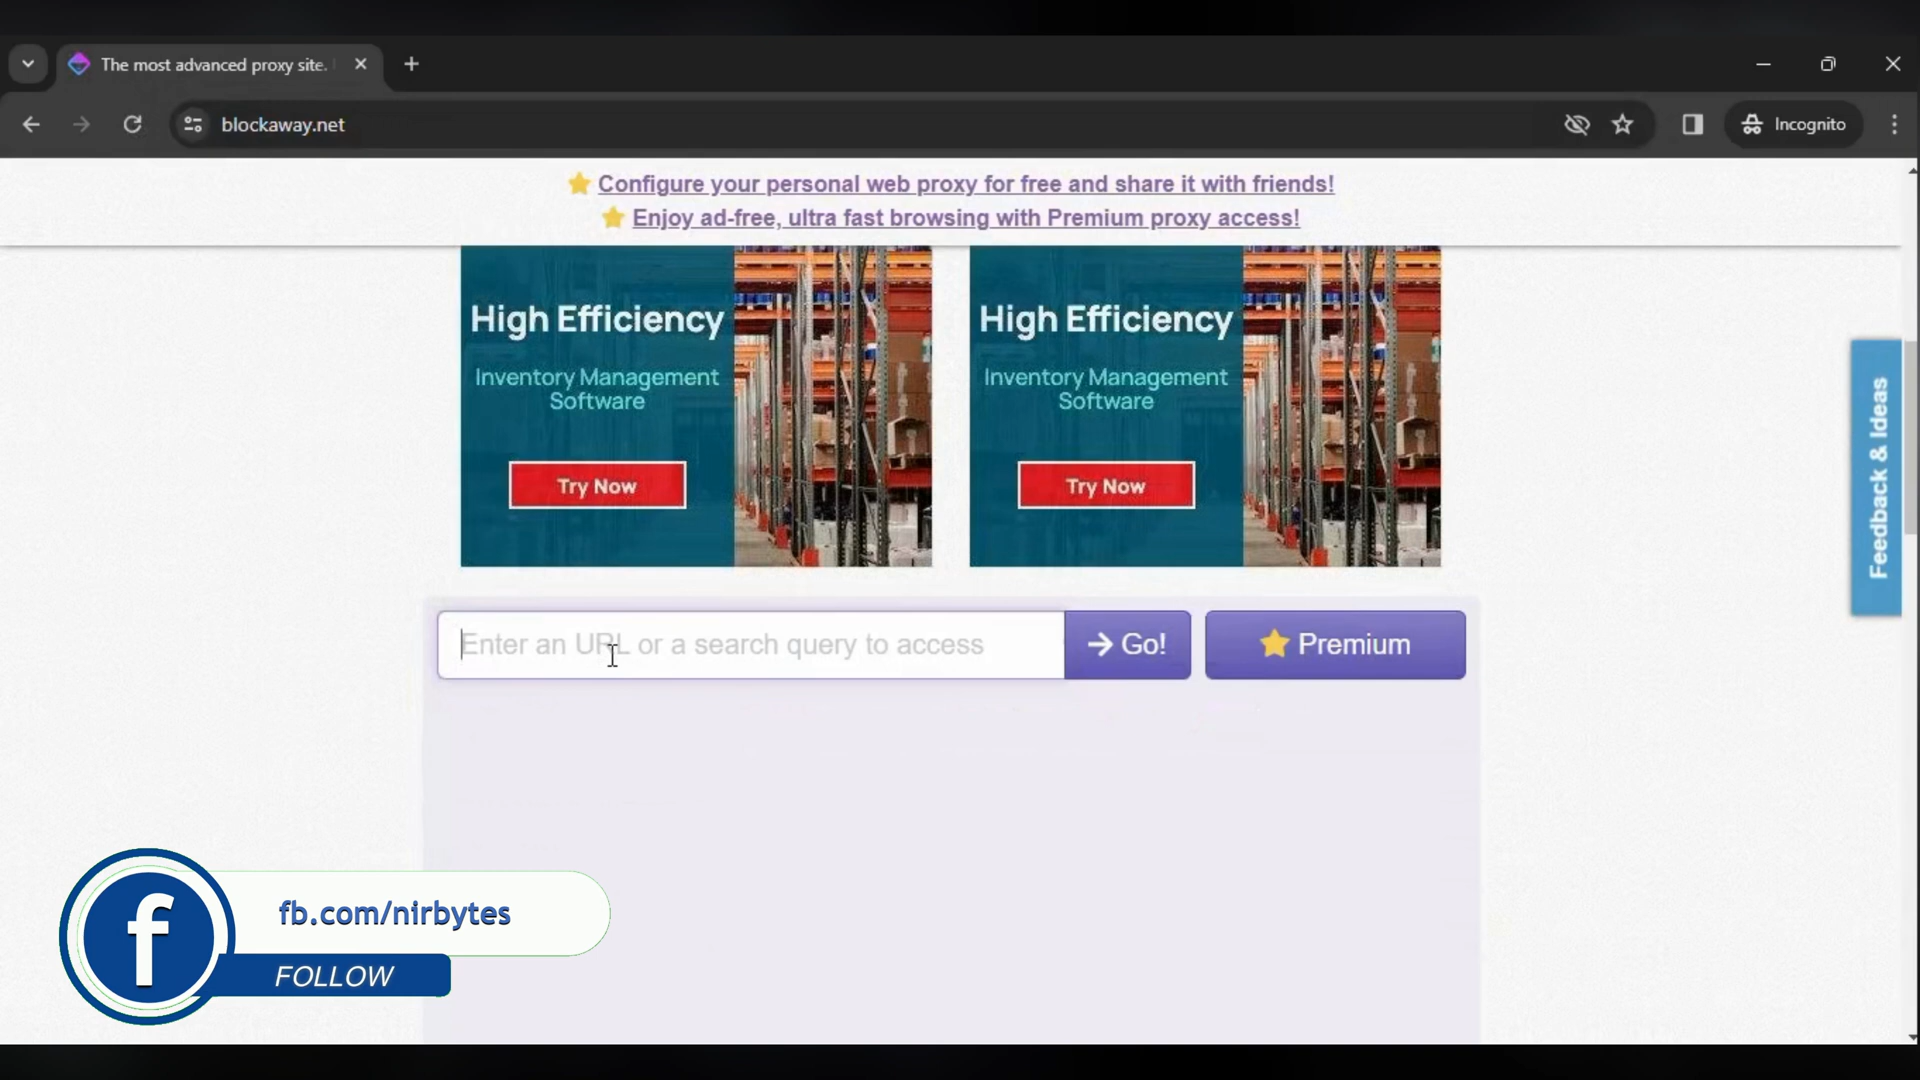 The most advanced proxy site.
blockaway.net
Incognito
Configure your personal web proxy for free and share it with friends!
Enjoy ad-free, ultra fast browsing with Premium proxy access!
High Efficiency
Inventory Management
Software
Try Now
High Efficiency
Inventory Management
Software
Try Now
Feedback & Ideas
Enter an URL or a search query to access
Go!
Premium
f
fb.com/nirbytes
FOLLOW